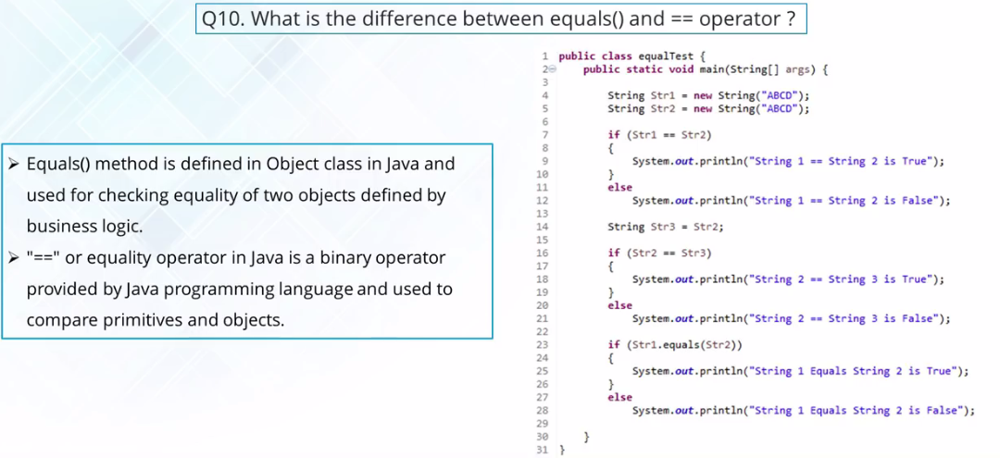 Q10. What is the difference between equals() and == operator ?
➢ Equals() method is defined in Object class in Java and
used for checking equality of two objects defined by
business logic.
➢ "==" or equality operator in Java is a binary operator
provided by Java programming language and used to
compare primitives and objects.
1 public class equalTest {
2 public static void main(String[] args) {
3
4 String Str1 = new String("ABCD");
5 String Str2 = new String("ABCD");
6
7 if (Str1 == Str2)
8 {
9 System.out.println("String 1 == String 2 is True");
10 }
11 else
12 System.out.println("String 1 == String 2 is False");
13
14 String Str3 = Str2;
15
16 if (Str2 == Str3)
17 {
18 System.out.println("String 2 == String 3 is True");
19 }
20 else
21 System.out.println("String 2 == String 3 is False");
22
23 if (Str1.equals(Str2))
24 {
25 System.out.println("String 1 Equals String 2 is True");
26 }
27 else
28 System.out.println("String 1 Equals String 2 is False");
29
30 }
31 }